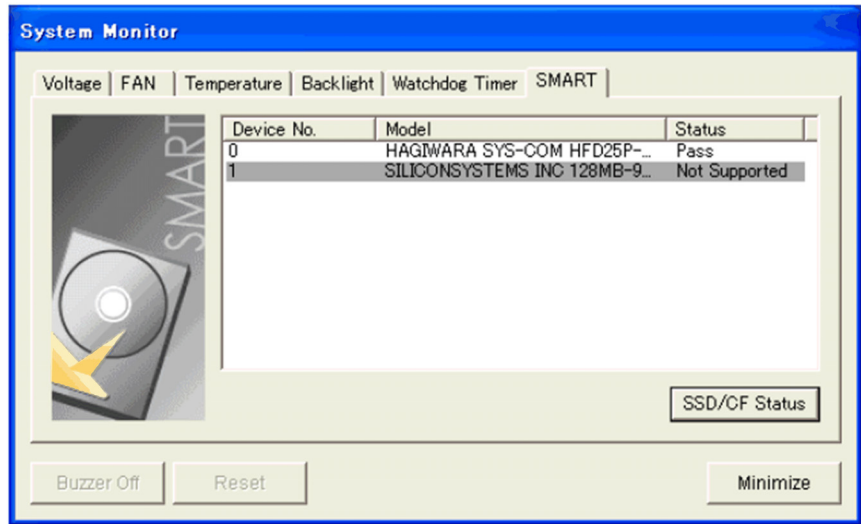 System Monitor
Voltage FAN Temperature Backlight Watchdog Timer SMART
SMART
Device No. Model Status
0 HAGIWARA SYS-COM HFD25P-... Pass
1 SILICONSYSTEMS INC 128MB-9... Not Supported
SSD/CF Status
Buzzer Off Reset Minimize